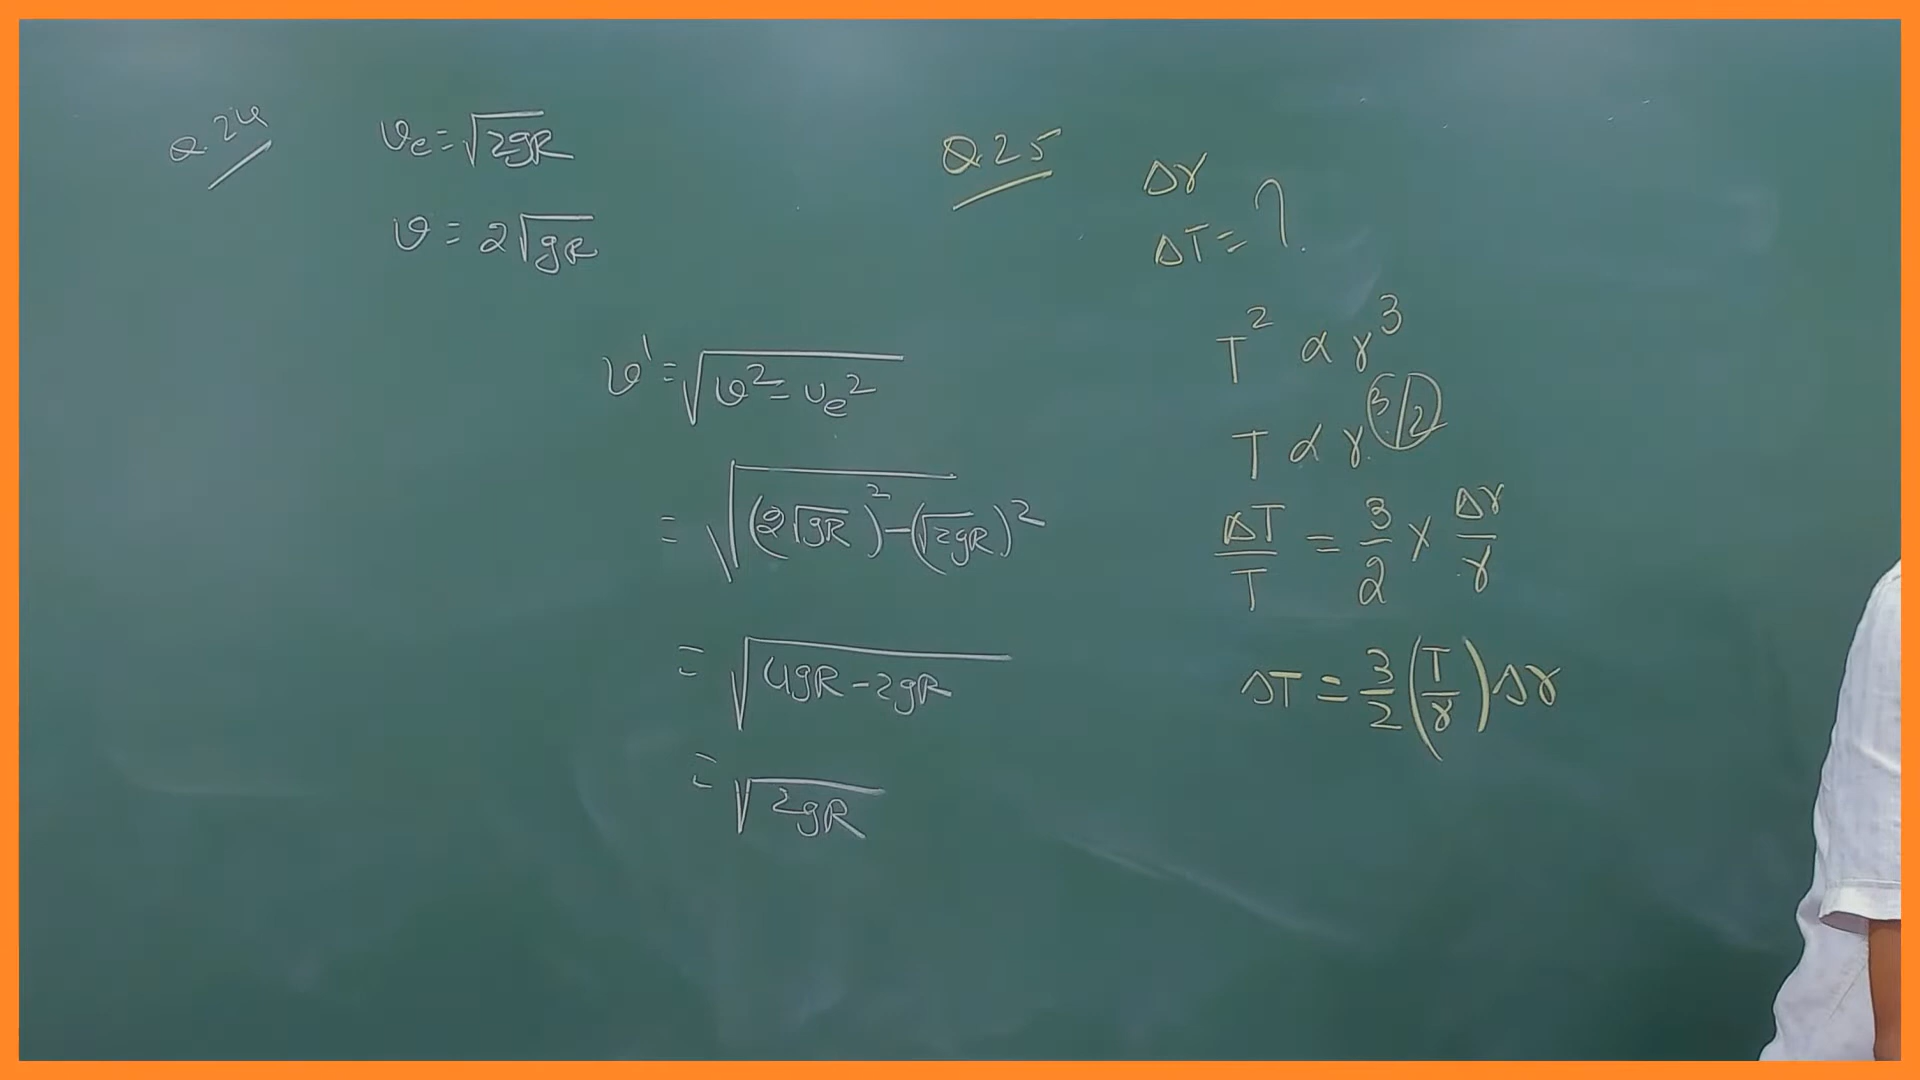 Q.24
ve = √2gR
v = 2√gR
v' = √v² - ve²
= √(2√gR)² - (√2gR)²
= √4gR - 2gR
= √2gR
Q.25
Δr
ΔT = ?
T² ∝ r³
T ∝ r^3/2
ΔT/T = 3/2 × Δr/r
ΔT = 3/2 (T/r) Δr